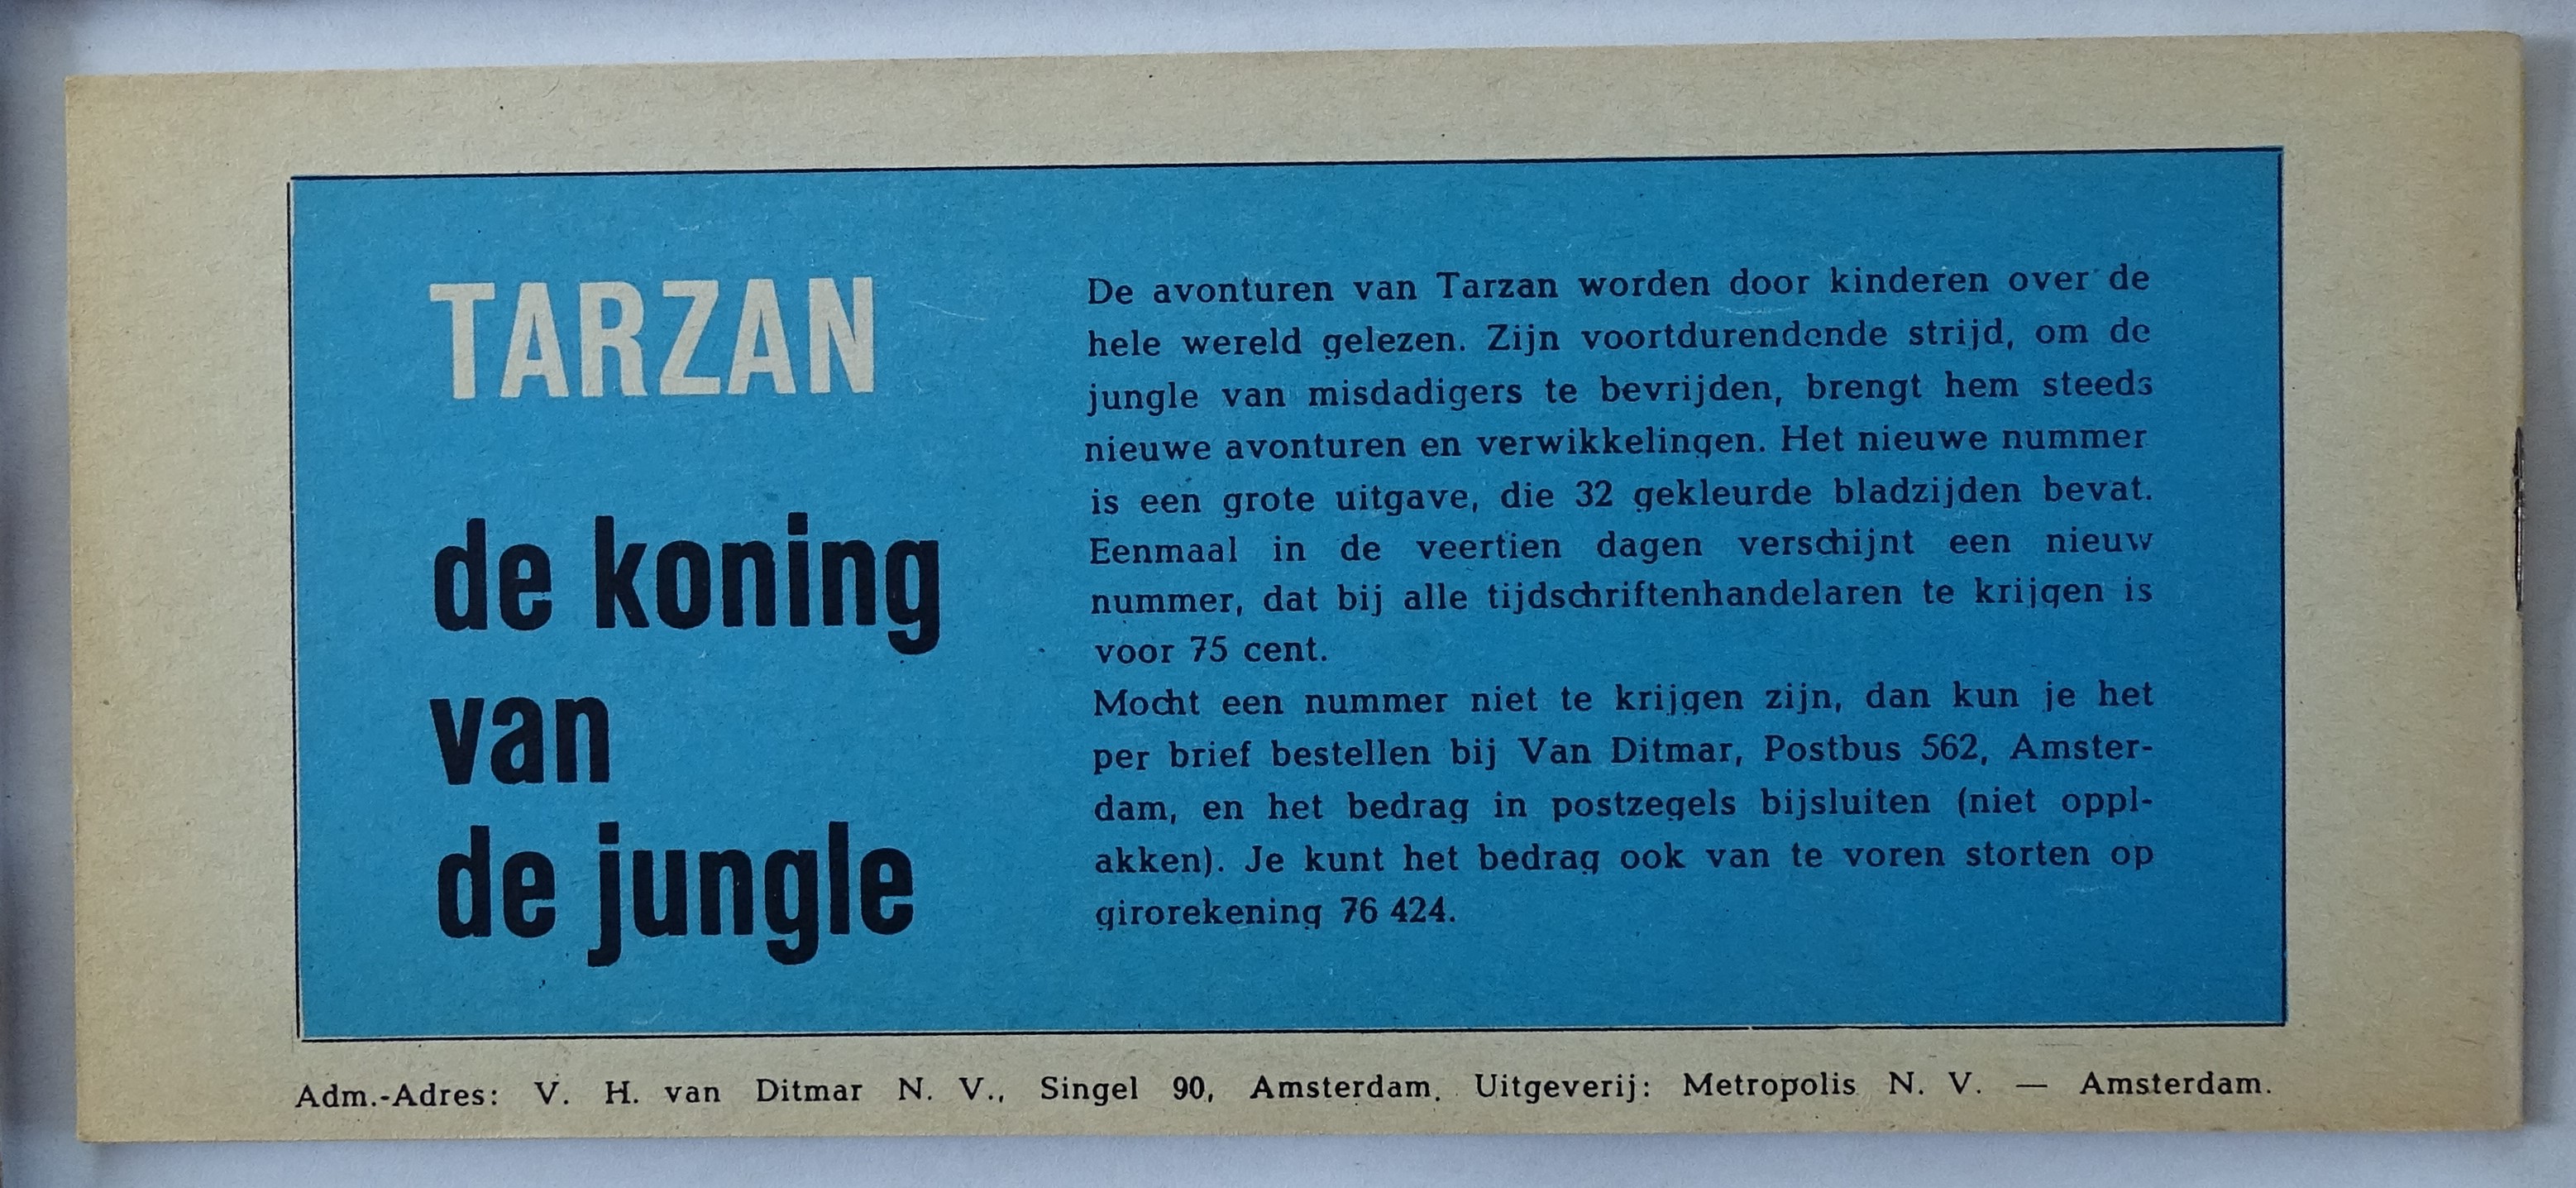 TARZAN
de koning
van
de jungle
De avonturen van Tarzan worden door kinderen over de
hele wereld gelezen. Zijn voortdurendende strijd, om de
jungle van misdadigers te bevrijden, brengt hem steeds
nieuwe avonturen en verwikkelingen. Het nieuwe nummer
is een grote uitgave, die 32 gekleurde bladzijden bevat.
Eenmaal in de veertien dagen verschijnt een nieuw
nummer, dat bij alle tijdschriftenhandelaren te krijgen is
voor 75 cent.
Mocht een nummer niet te krijgen zijn, dan kun je het
per brief bestellen bij Van Ditmar, Postbus 562, Amster-
dam, en het bedrag in postzegels bijsluiten (niet oppl-
akken). Je kunt het bedrag ook van te voren storten op
girorekening 76 424.
Adm.-Adres: V. H. van Ditmar N. V., Singel 90, Amsterdam. Uitgeverij: Metropolis N. V. — Amsterdam.